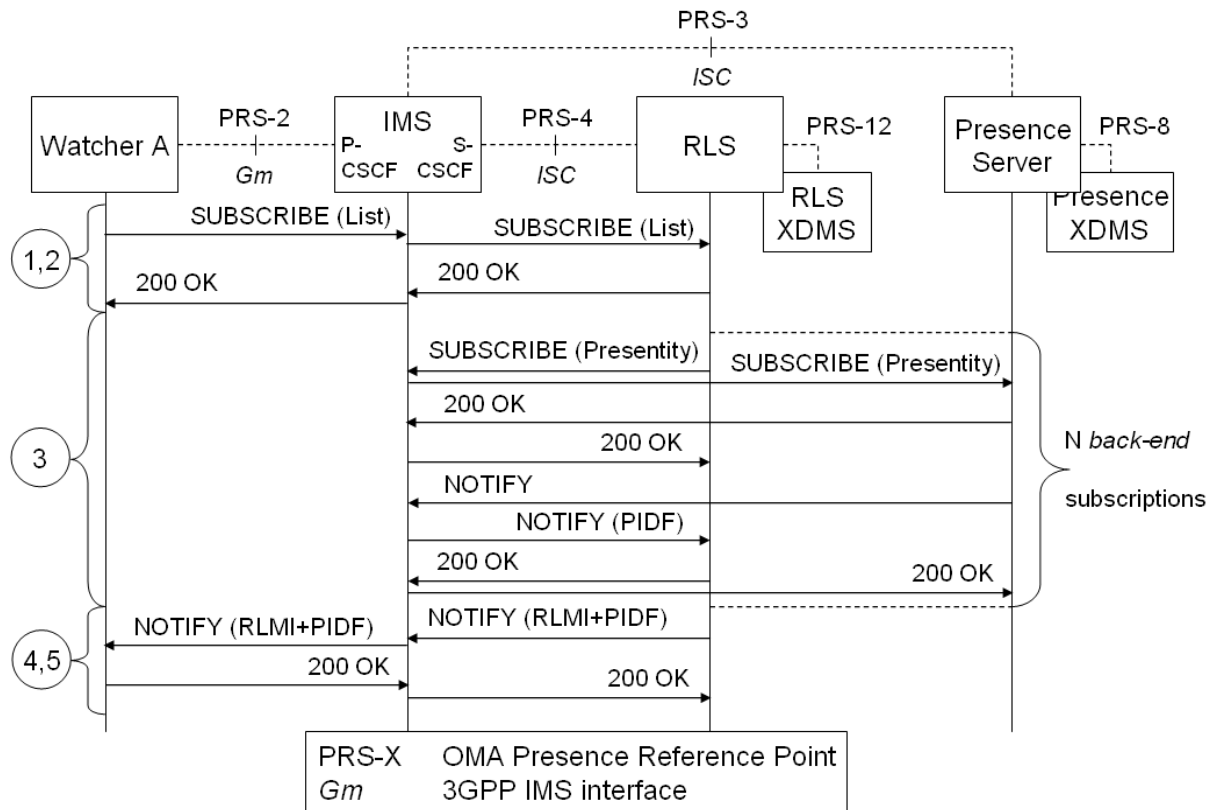 PRS-3
ISC
Watcher A
PRS-2
Gm
IMS
P- S-
CSCF CSCF
PRS-4
ISC
RLS
PRS-12
RLS
XDMS
Presence
Server
PRS-8
Presence
XDMS
1,2
SUBSCRIBE (List)
SUBSCRIBE (List)
200 OK
200 OK
3
SUBSCRIBE (Presentity)
SUBSCRIBE (Presentity)
200 OK
200 OK
NOTIFY
NOTIFY (PIDF)
200 OK
200 OK
N back-end
subscriptions
4,5
NOTIFY (RLMI+PIDF)
NOTIFY (RLMI+PIDF)
200 OK
200 OK
PRS-X OMA Presence Reference Point
Gm 3GPP IMS interface